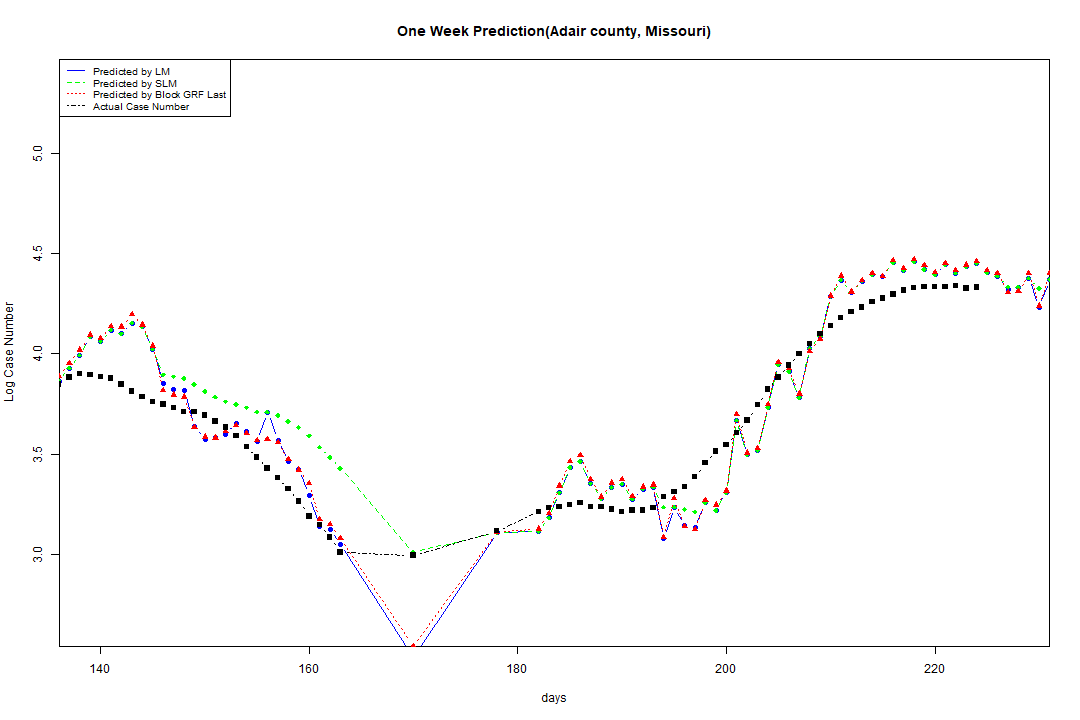 One Week Prediction(Adair county, Missouri)
Predicted by LM
Predicted by SLM
Predicted by Block GRF Last
Actual Case Number
5.0
4.5
4.0
3.5
3.0
Log Case Number
140 160 180 200 220
days